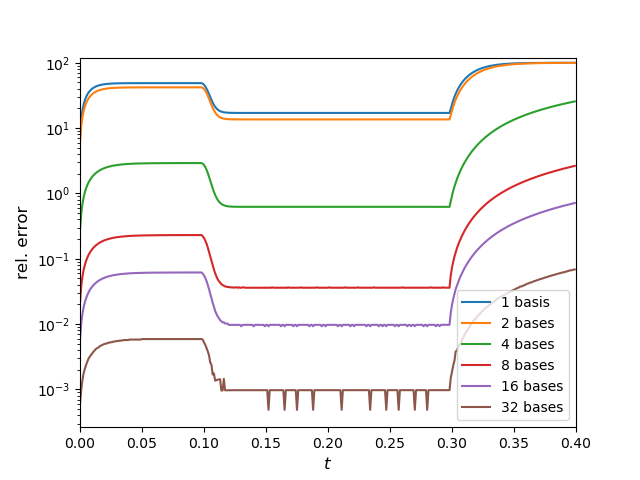 10²
10¹
10⁰
10⁻¹
10⁻²
10⁻³
rel. error
1 basis
2 bases
4 bases
8 bases
16 bases
32 bases
0.00 0.05 0.10 0.15 0.20 0.25 0.30 0.35 0.40
t